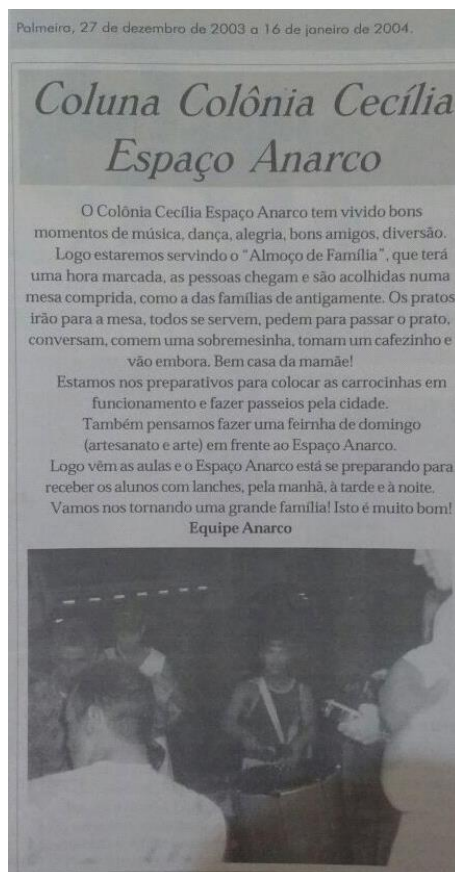 Palmeira, 27 de dezembro de 2003 a 16 de janeiro de 2004.
Coluna Colônia Cecília
Espaço Anarco
O Colônia Cecília Espaço Anarco tem vivido bons
momentos de música, dança, alegria, bons amigos, diversão.
Logo estaremos servindo o "Almoço de Família", que terá
uma hora marcada, as pessoas chegam e são acolhidas numa
mesa comprida, como a das famílias de antigamente. Os pratos
irão para a mesa, todos se servem, pedem para passar o prato,
conversam, comem uma sobremesinha, tomam um cafezinho e
vão embora. Bem casa da mamãe!
Estamos nos preparativos para colocar as carrocinhas em
funcionamento e fazer passeios pela cidade.
Também pensamos fazer uma feirnha de domingo
(artesanato e arte) em frente ao Espaço Anarco.
Logo vêm as aulas e o Espaço Anarco está se preparando para
receber os alunos com lanches, pela manhã, à tarde e à noite.
Vamos nos tornando uma grande família! Isto é muito bom!
Equipe Anarco